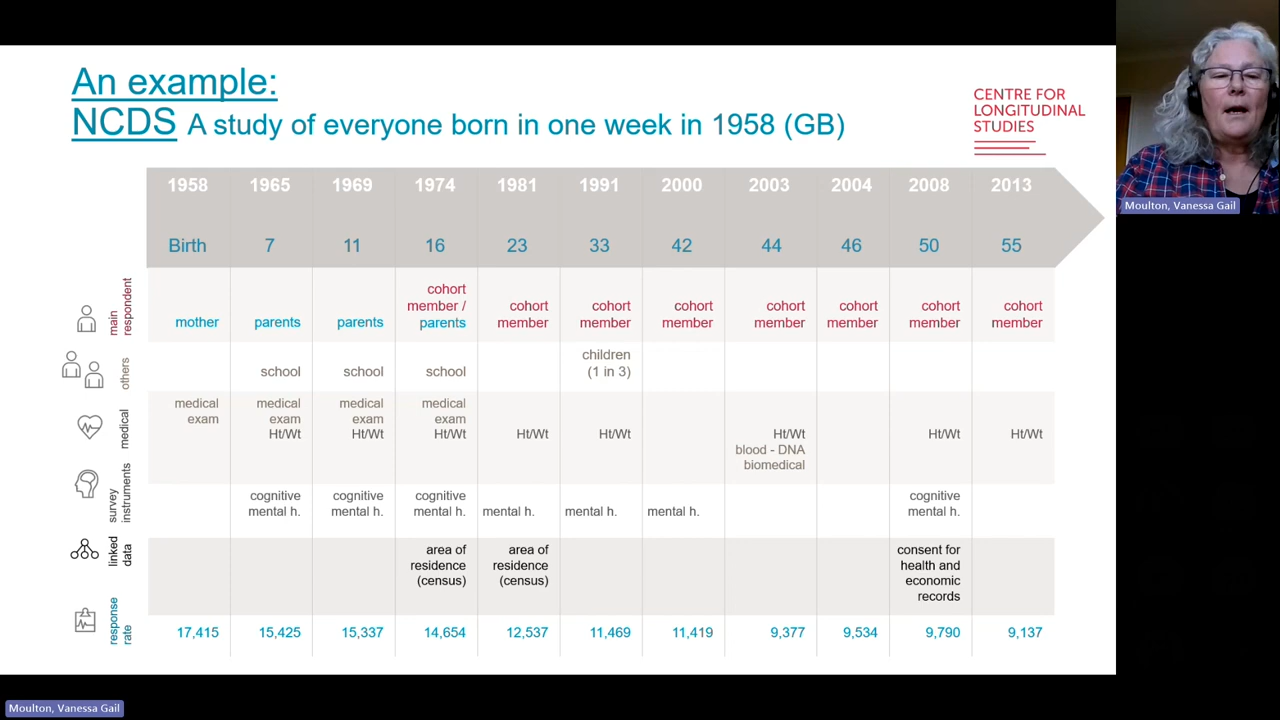 An example:
NCDS A study of everyone born in one week in 1958 (GB)
CENTRE FOR
LONGITUDINAL
STUDIES
Moulton, Vanessa Gail
1958 1965 1969 1974 1981 1991 2000 2003 2004 2008 2013
Birth 7 11 16 23 33 42 44 46 50 55
main
respondent
mother
parents
parents
cohort
member /
parents
cohort
member
cohort
member
cohort
member
cohort
member
cohort
member
cohort
member
cohort
member
others
school
school
school
children
(1 in 3)
medical
medical
exam
medical
exam
Ht/Wt
medical
exam
Ht/Wt
medical
exam
Ht/Wt
Ht/Wt
Ht/Wt
Ht/Wt
blood - DNA
biomedical
Ht/Wt
Ht/Wt
survey
instruments
cognitive
mental h.
cognitive
mental h.
cognitive
mental h.
mental h.
mental h.
mental h.
cognitive
mental h.
linked
data
area of
residence
(census)
area of
residence
(census)
consent for
health and
economic
records
response
rate
17,415 15,425 15,337 14,654 12,537 11,469 11,419 9,377 9,534 9,790 9,137
Moulton, Vanessa Gail